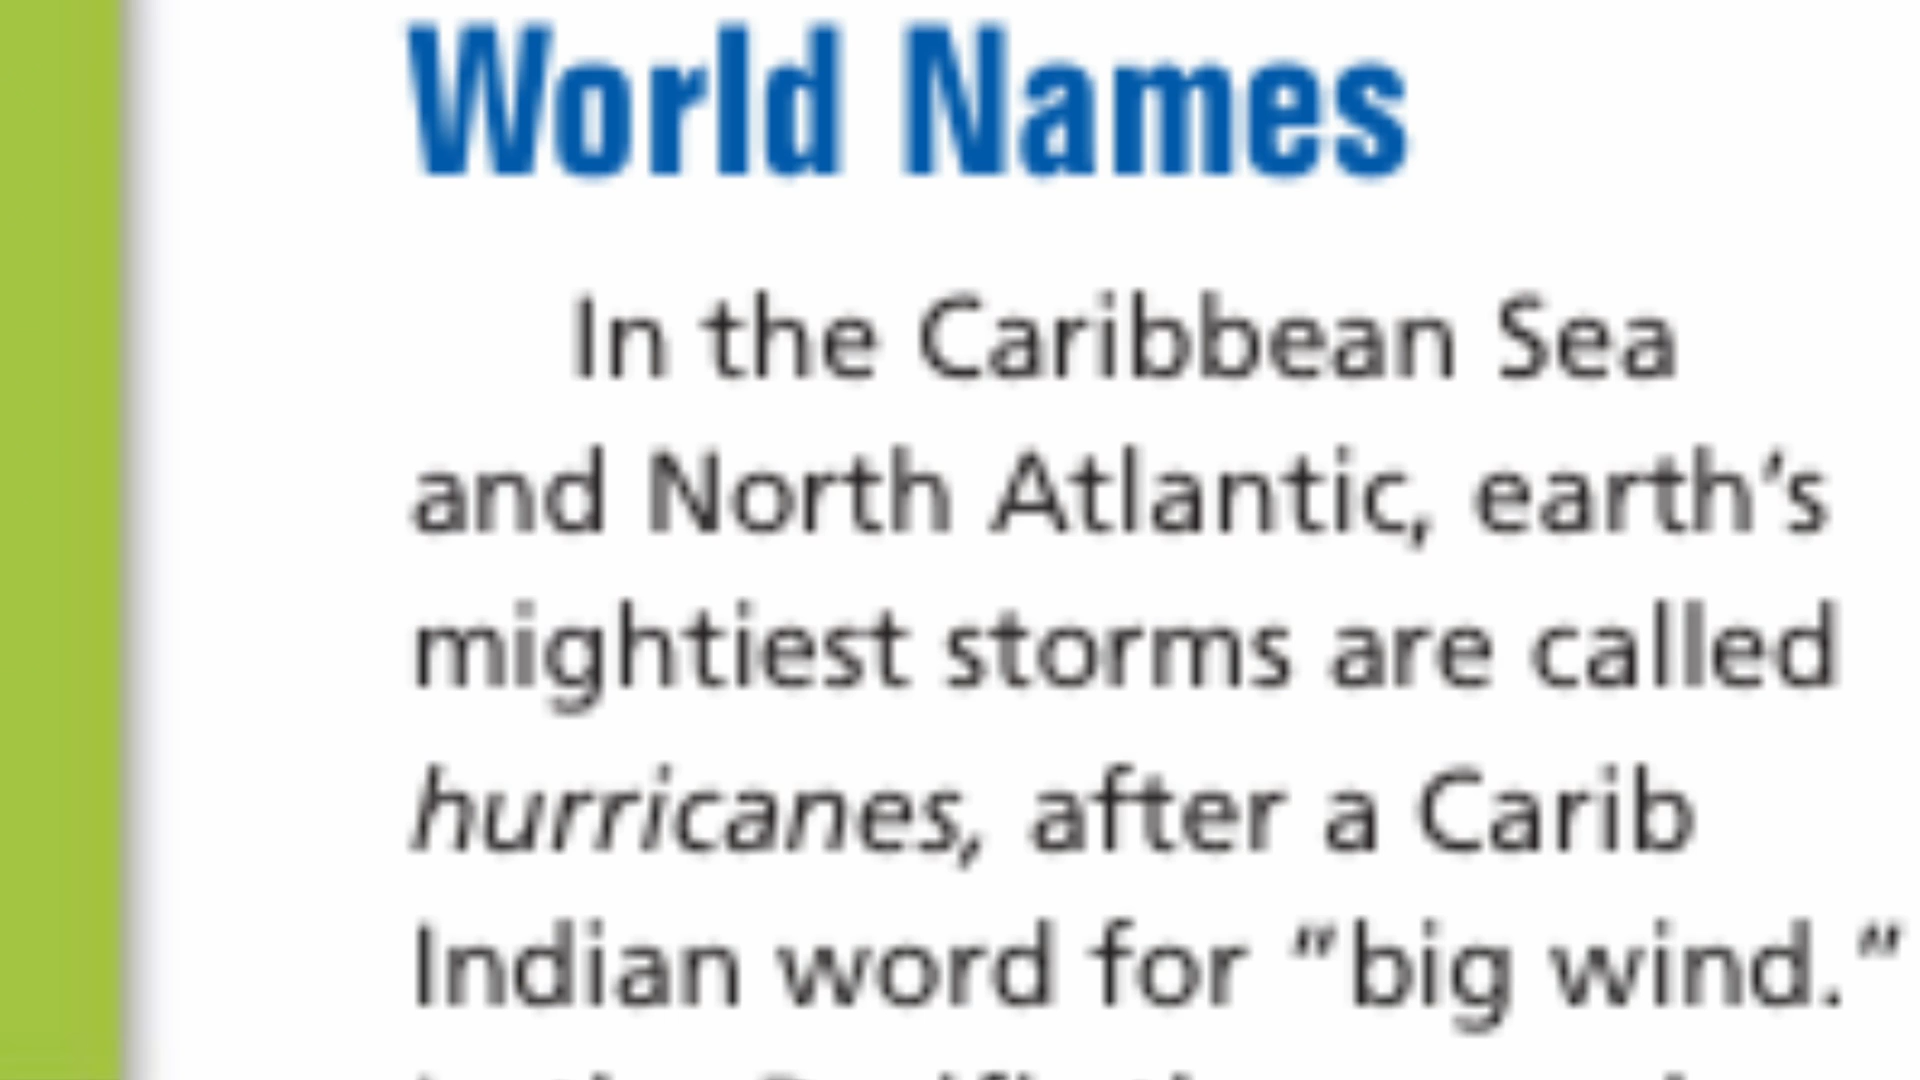 World Names
In the Caribbean Sea
and North Atlantic, earth's
mightiest storms are called
hurricanes, after a Carib
Indian word for "big wind."